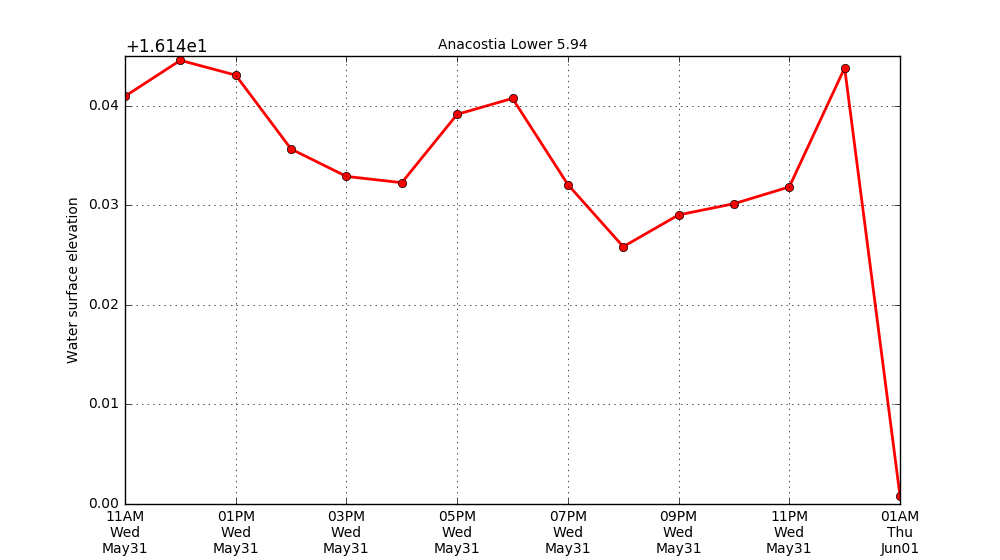 +1.614e1
Anacostia Lower 5.94
Water surface elevation
0.04
0.03
0.02
0.01
0.00
11AM
Wed
May31
01PM
Wed
May31
03PM
Wed
May31
05PM
Wed
May31
07PM
Wed
May31
09PM
Wed
May31
11PM
Wed
May31
01AM
Thu
Jun01